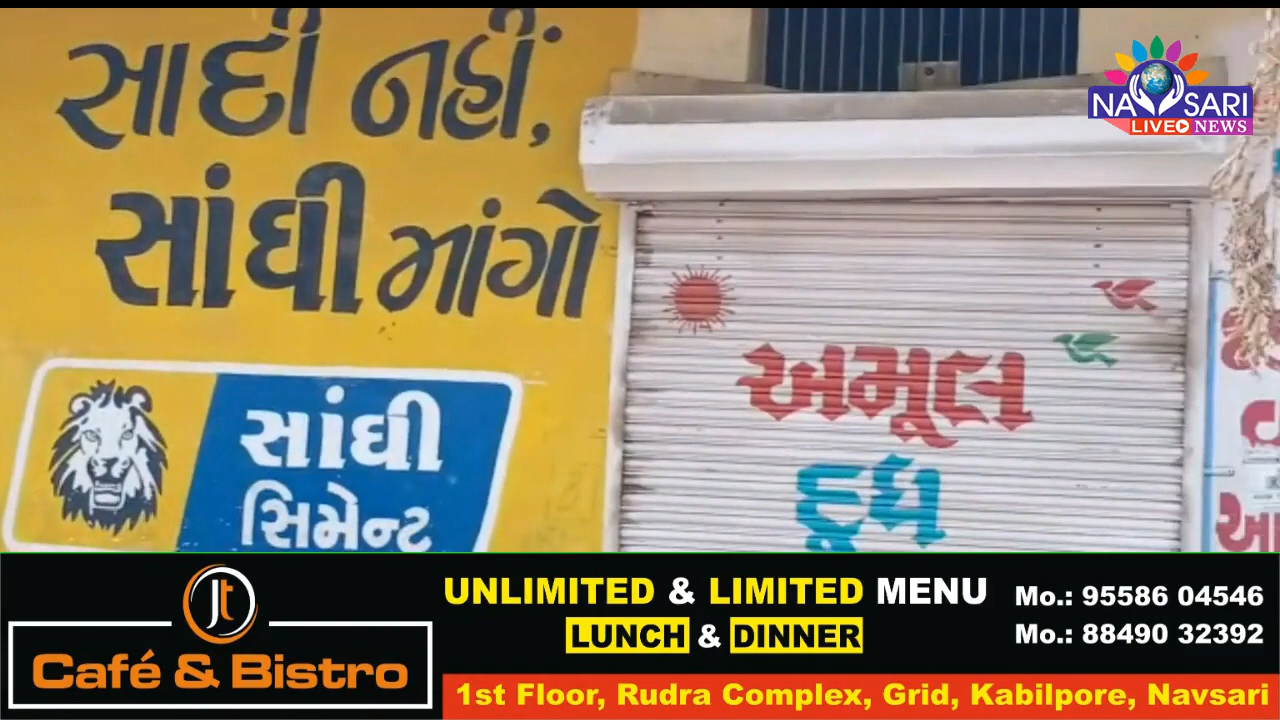 સાદી નહીં,
સાંઘી માંગો
સાંઘી
સિમેન્ટ
અમૂલ
દૂધ
NAVSARI
LIVE NEWS
Jt
Café & Bistro
UNLIMITED & LIMITED MENU
LUNCH & DINNER
Mo.: 95586 04546
Mo.: 88490 32392
1st Floor, Rudra Complex, Grid, Kabilpore, Navsari